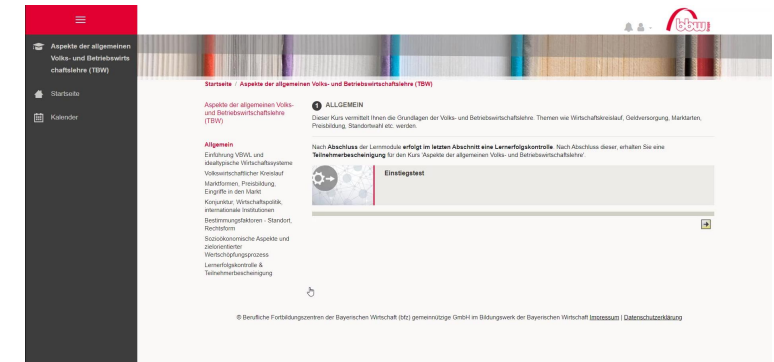 bbw
Aspekte der allgemeinen
Volks- und Betriebswirts
chaftslehre (TBW)
Startseite
Kalender
Startseite / Aspekte der allgemeinen Volks- und Betriebswirtschaftslehre (TBW)
Aspekte der allgemeinen Volks-
und Betriebswirtschaftslehre
(TBW)
Allgemein
Einführung VBWL und
idealtypische Wirtschaftssysteme
Volkswirtschaftlicher Kreislauf
Marktformen, Preisbildung,
Eingriffe in den Markt
Konjunktur, Wirtschaftspolitik,
internationale Institutionen
Bestimmungsfaktoren - Standort,
Rechtsform
Sozioökonomische Aspekte und
zielorientierter
Wertschöpfungsprozess
Lernerfolgskontrolle &
Teilnehmerbescheinigung
1 ALLGEMEIN
Dieser Kurs vermittelt Ihnen die Grundlagen der Volks- und Betriebswirtschaftslehre. Themen wie Wirtschaftskreislauf, Geldversorgung, Marktarten,
Preisbildung, Standortwahl etc. werden.
Nach Abschluss der Lernmodule erfolgt im letzten Abschnitt eine Lernerfolgskontrolle. Nach Abschluss dieser, erhalten Sie eine
Teilnehmerbescheinigung für den Kurs 'Aspekte der allgemeinen Volks- und Betriebswirtschaftslehre'.
Einstiegstest
© Berufliche Fortbildungszentren der Bayerischen Wirtschaft (bfz) gemeinnützige GmbH im Bildungswerk der Bayerischen Wirtschaft Impressum | Datenschutzerklärung